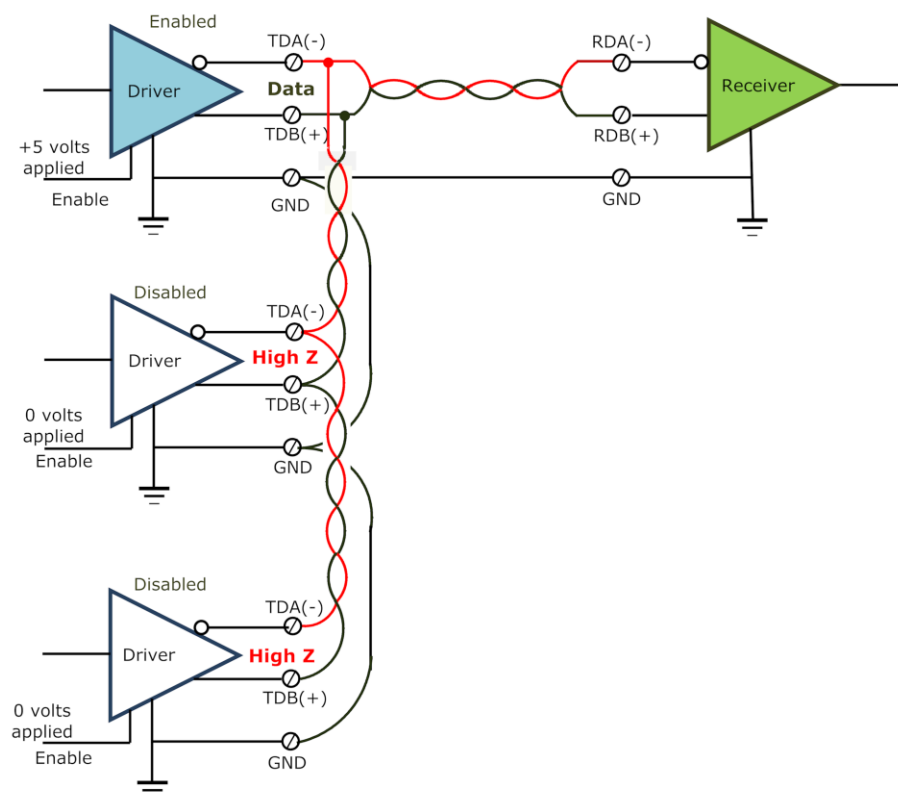 Enabled
TDA(-)
RDA(-)
Driver
Data
Receiver
TDB(+)
RDB(+)
+5 volts
applied
Enable
GND
GND
Disabled
TDA(-)
Driver
High Z
TDB(+)
0 volts
applied
Enable
GND
Disabled
TDA(-)
Driver
High Z
TDB(+)
0 volts
applied
Enable
GND